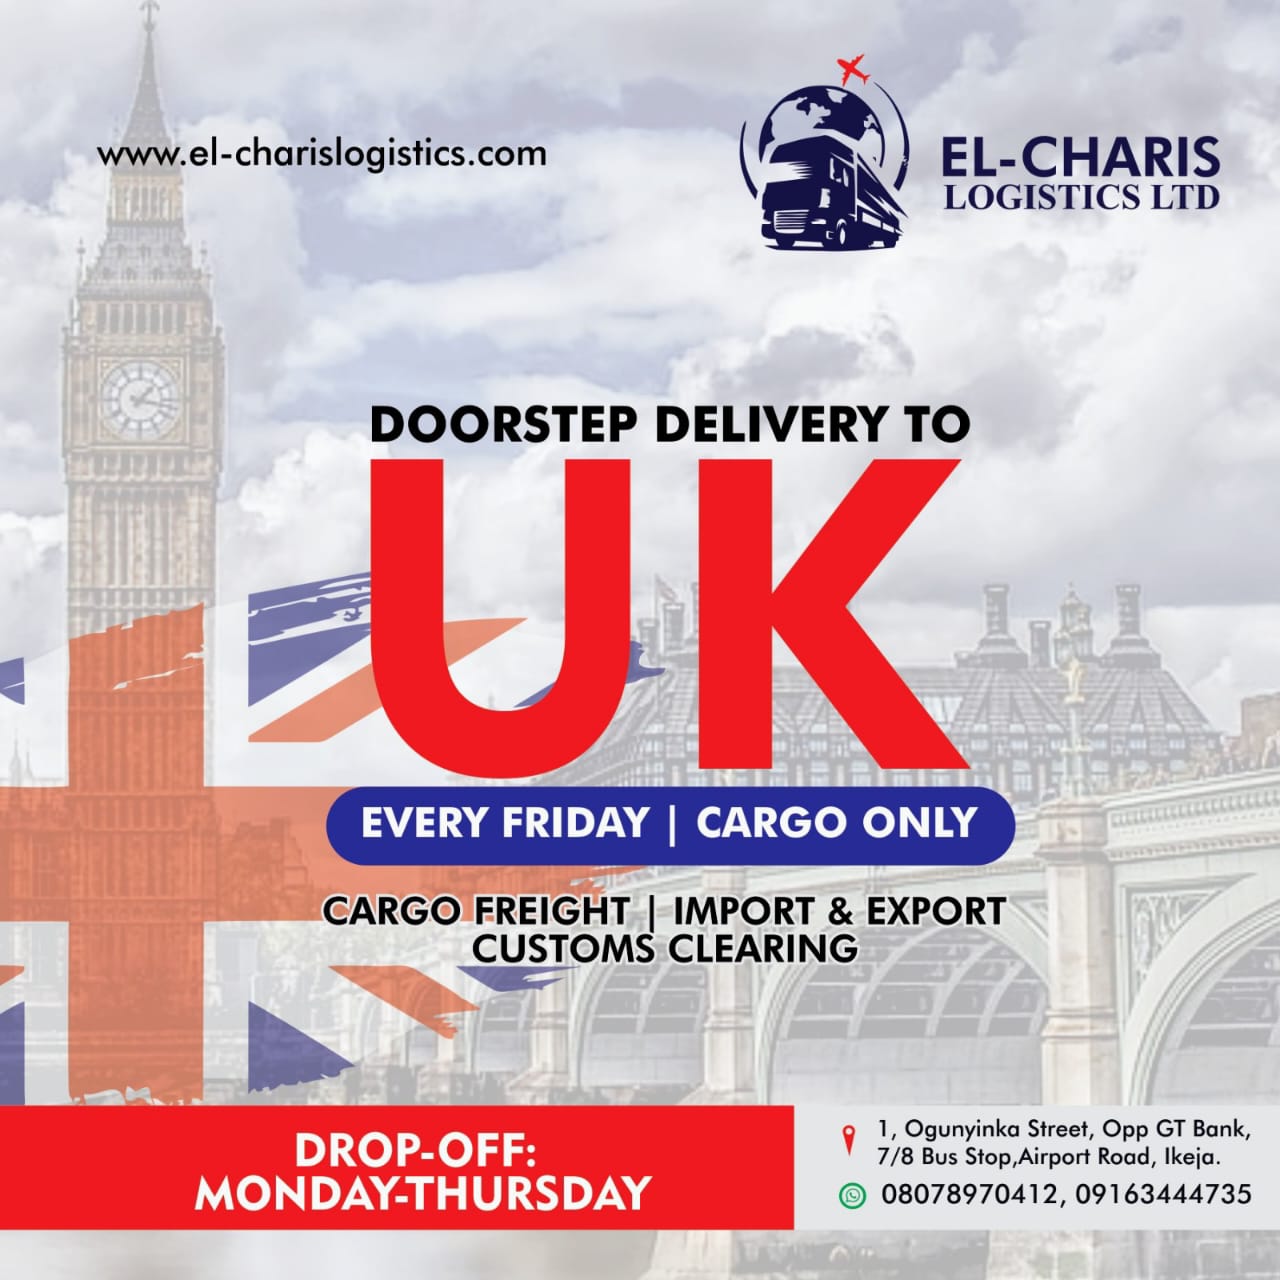 www.el-charislogistics.com
EL-CHARIS
LOGISTICS LTD
DOORSTEP DELIVERY TO
UK
EVERY FRIDAY | CARGO ONLY
CARGO FREIGHT | IMPORT & EXPORT
CUSTOMS CLEARING
DROP-OFF:
MONDAY-THURSDAY
1, Ogunyinka Street, Opp GT Bank,
7/8 Bus Stop,Airport Road, Ikeja.
08078970412, 09163444735